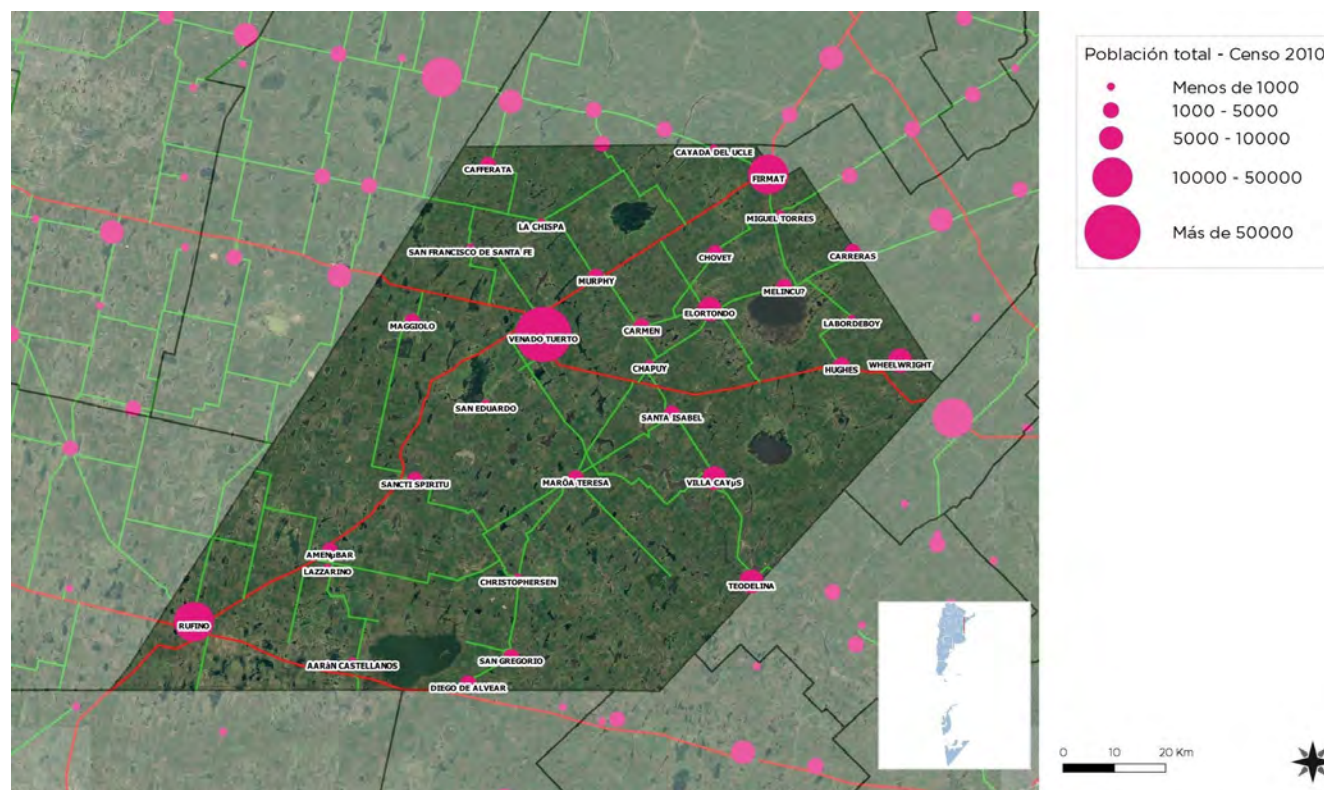 Población total - Censo 2010
Menos de 1000
1000 - 5000
5000 - 10000
10000 - 50000
Más de 50000
CAYADA DEL UCLE
CAFFERATA
FIRMAT
MIGUEL TORRES
LA CHISPA
SAN FRANCISCO DE SANTA FE
CHOVET
CARRERAS
MURPHY
MELINCU?
ELORTONDO
MAGGIOLO
CARMEN
LABORDEBOY
VENADO TUERTO
CHAPUY
HUGHES
WHEELWRIGHT
SAN EDUARDO
SANTA ISABEL
SANCTI SPIRITU
MARÖA TERESA
VILLA CAYµS
AMENµBAR
LAZZARINO
CHRISTOPHERSEN
TEODELINA
RUFINO
SAN GREGORIO
AARàN CASTELLANOS
DIEGO DE ALVEAR
0 10 20 Km